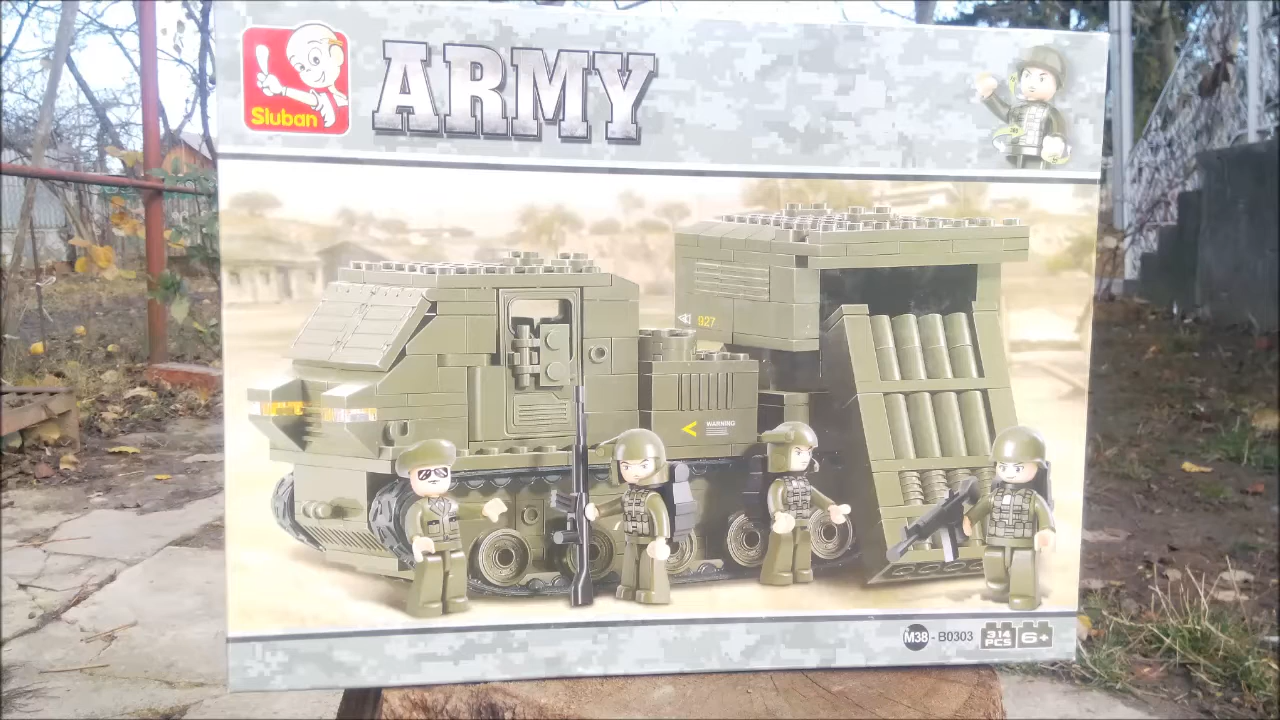 Sluban
ARMY
927
< WARNING
M38 - B0303
314 PCS
6+